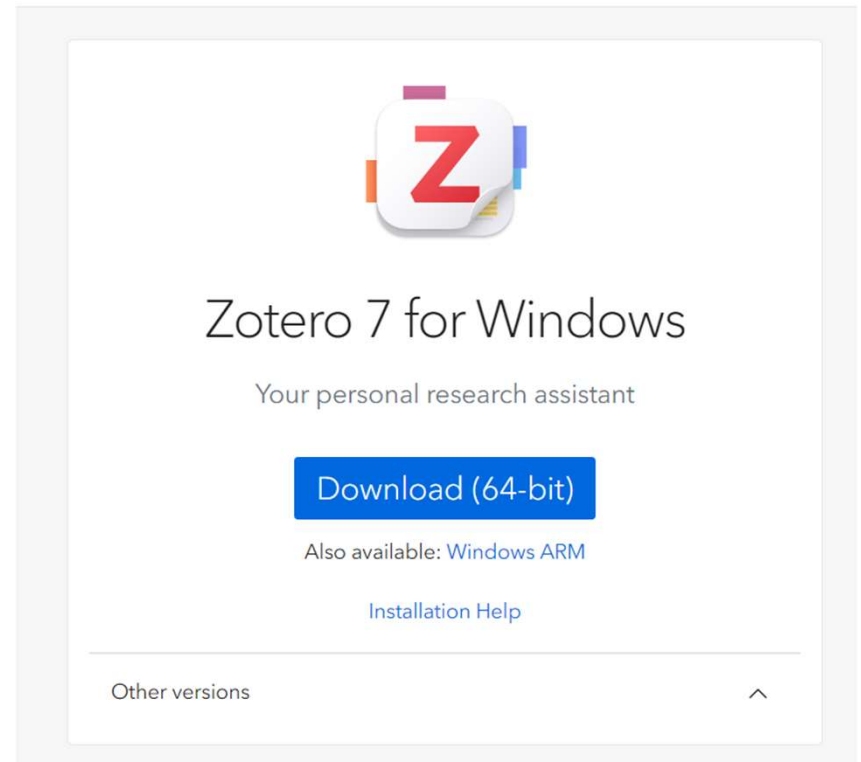 Z
Zotero 7 for Windows
Your personal research assistant
Download (64-bit)
Also available: Windows ARM
Installation Help
Other versions